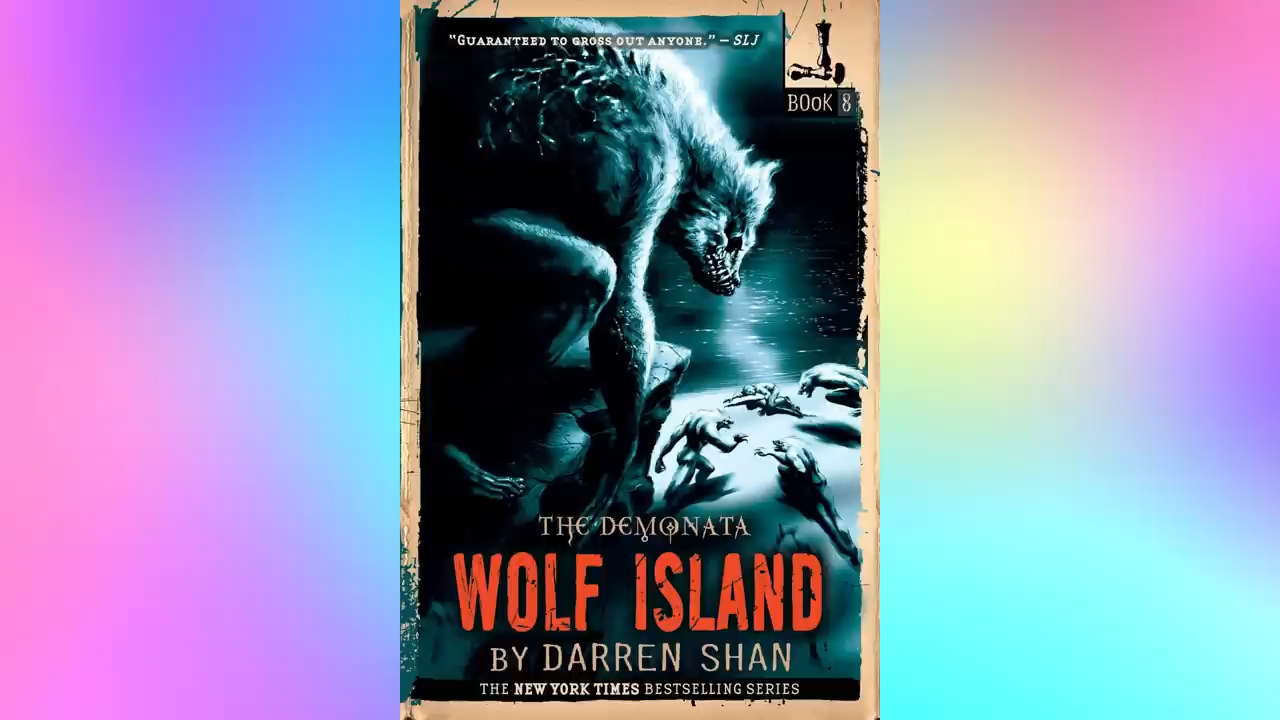 "GUARANTEED TO GROSS OUT ANYONE." – SLJ
BOOK 8
THE DEMONATA
WOLF ISLAND
BY DARREN SHAN
THE NEW YORK TIMES BESTSELLING SERIES